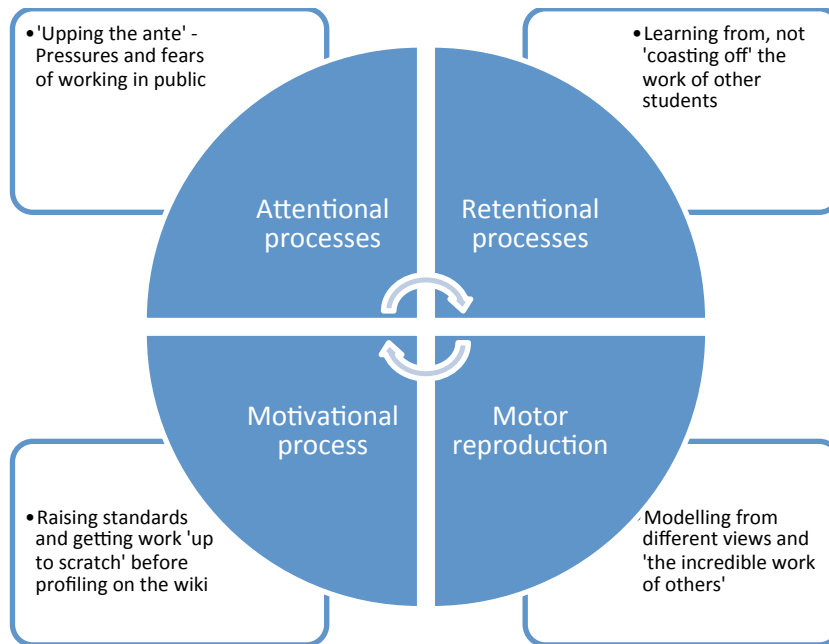 •'Upping the ante' -
Pressures and fears
of working in public
•Learning from, not
'coasting off' the
work of other
students
Attentional
processes
Retentional
processes
Motivational
process
Motor
reproduction
•Raising standards
and getting work 'up
to scratch' before
profiling on the wiki
•Modelling from
different views and
'the incredible work
of others'